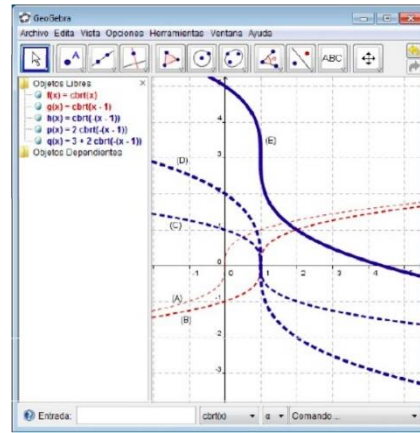 GeoGebra
Archivo Edita Vista Opciones Herramientas Ventana Ayuda
A
ABC
Objetos Libres
f(x) = cbrt(x)
g(x) = cbrt(x - 1)
h(x) = cbrt(-(x - 1))
p(x) = 2 cbrt(-(x - 1))
q(x) = 3 + 2 cbrt(-(x - 1))
Objetos Dependientes
4
(E)
3
(D)
2
(C)
1
-1 0 1 2 3 4 5
0
(A)
-1
(B)
-2
-3
Entrada: cbrt(x) α Comando ...